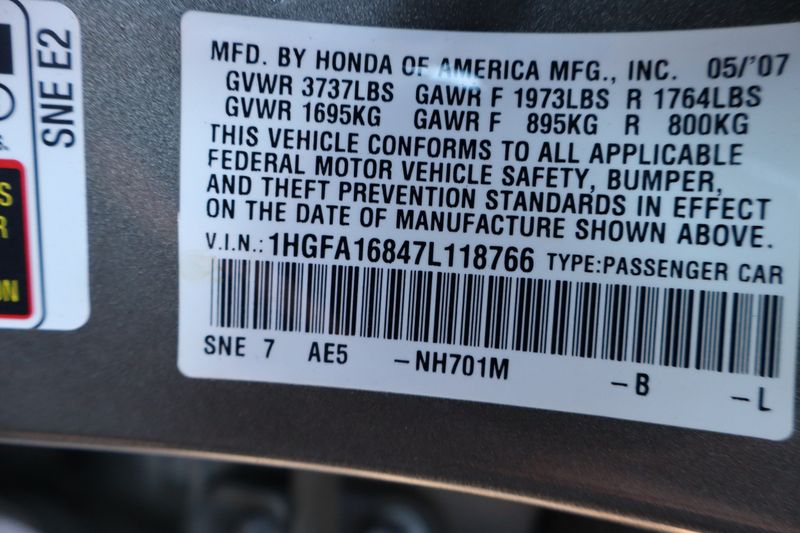 SNE E2
s.
S
R
ON
MFD. BY HONDA OF AMERICA MFG., INC. 05/'07
GVWR 3737LBS GAWR F 1973LBS R 1764LBS
GVWR 1695KG GAWR F 895KG R 800KG
THIS VEHICLE CONFORMS TO ALL APPLICABLE
FEDERAL MOTOR VEHICLE SAFETY, BUMPER,
AND THEFT PREVENTION STANDARDS IN EFFECT
ON THE DATE OF MANUFACTURE SHOWN ABOVE.
V.I.N.: 1HGFA16847L118766 TYPE:PASSENGER CAR
SNE 7 AE5 –NH701M –B –L